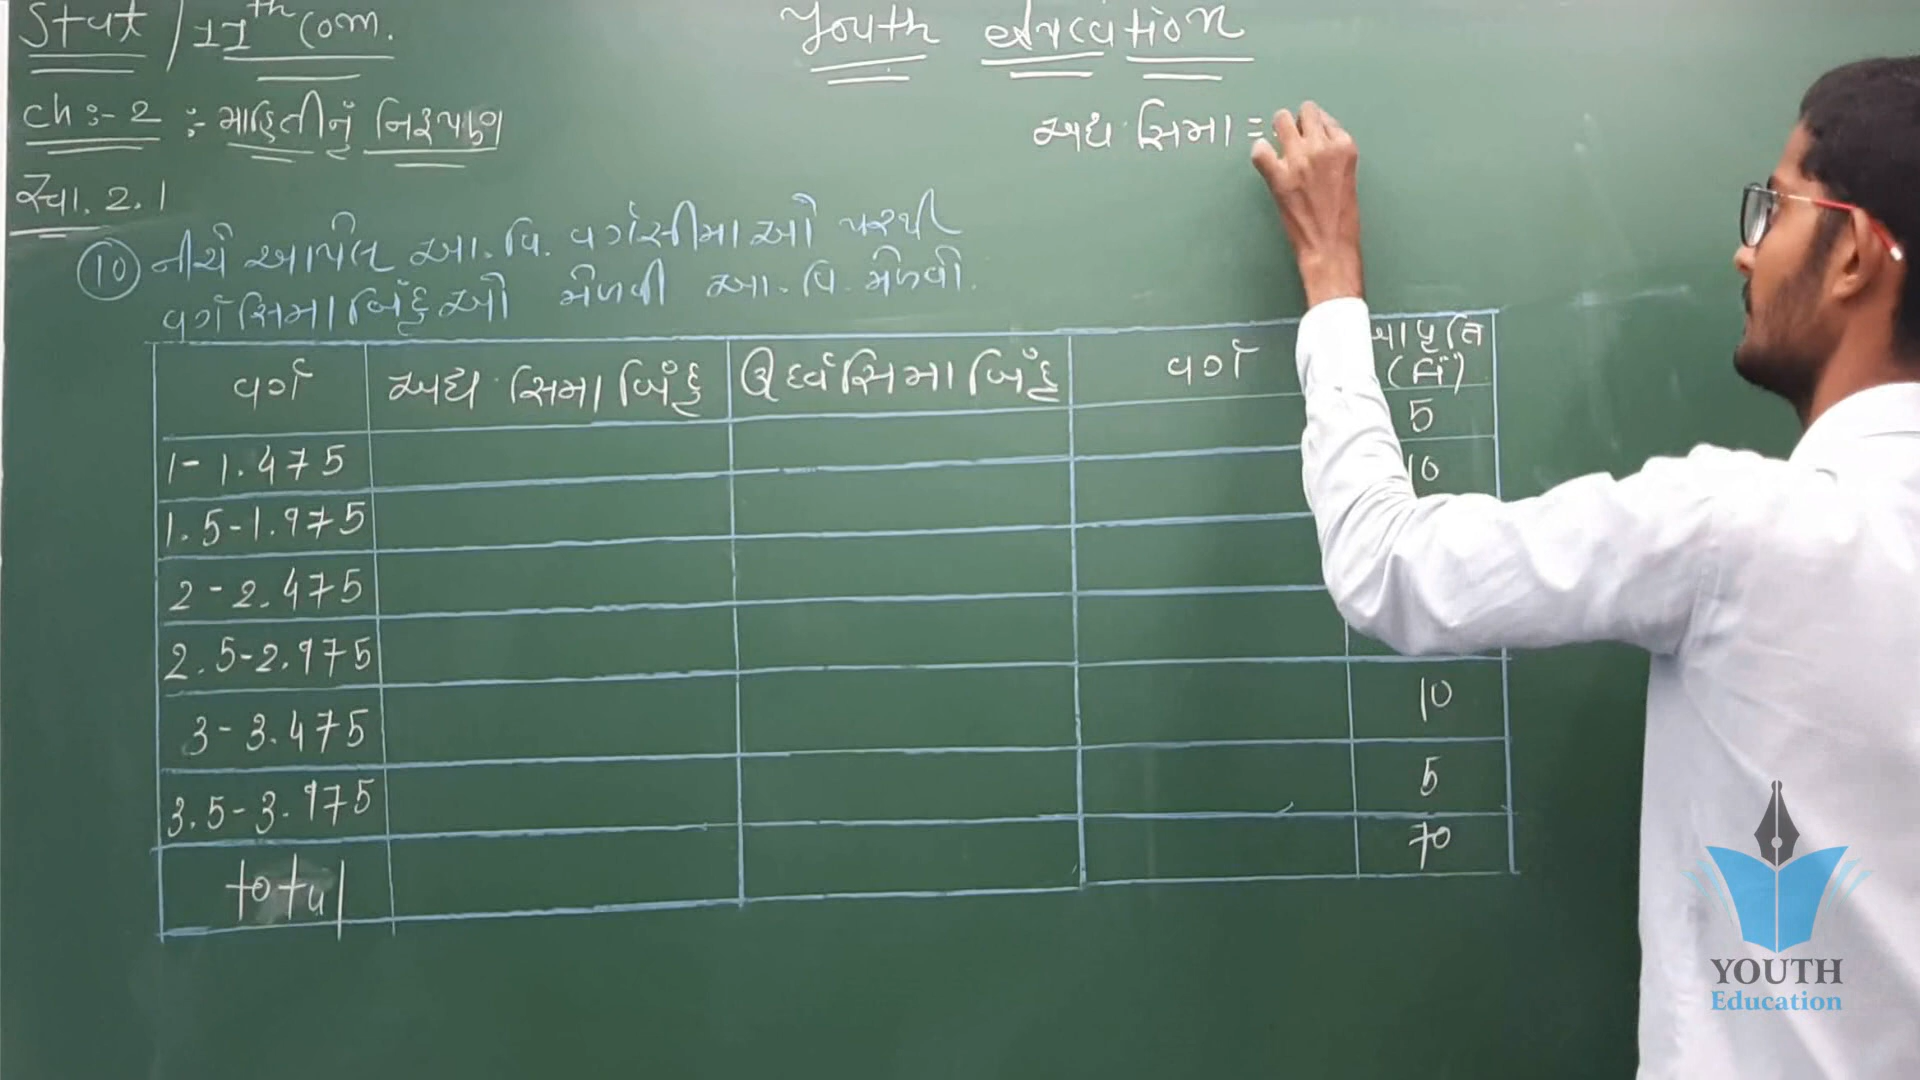 Stat / 11th com.
Youth education
ch :- 2 :- માહિતીનું નિરૂપણ
અધઃસિમા =
સ્વા. 2.1
10 નીચે આપેલ આ. વિ. વર્ગસીમાઓ પરથી
વર્ગસિમાબિંદુઓ મેળવી આ. વિ. મેળવો.
વર્ગ અધઃસિમાબિંદુ ઊર્ધ્વસિમાબિંદુ વર્ગ આવૃતિ
5
1-1.475 10
1.5-1.975
2-2.475
2.5-2.975
3-3.475 10
3.5-3.975 5
total 70
YOUTH
Education